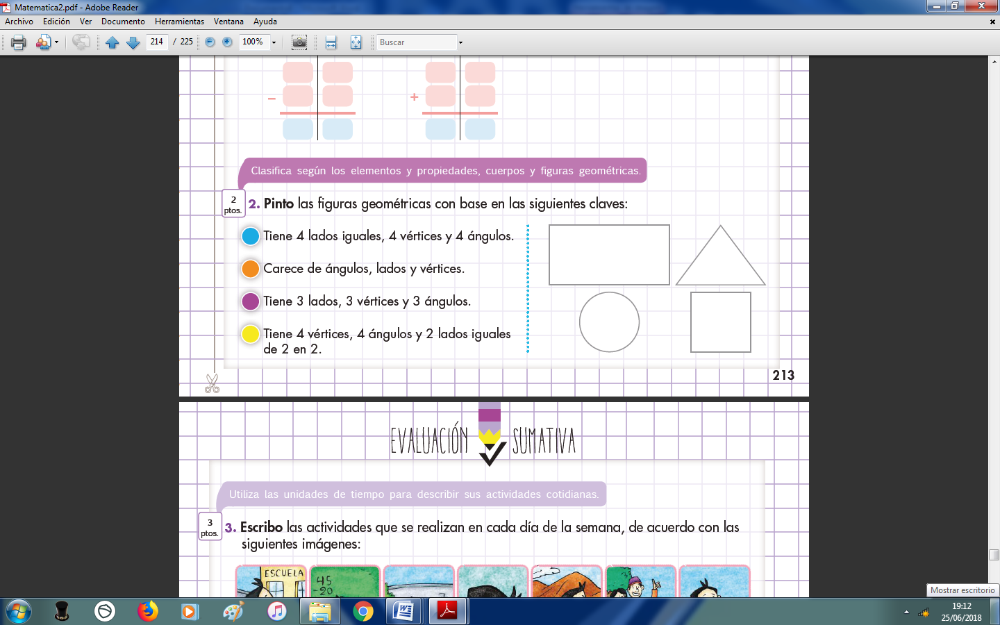 Matematica2.pdf - Adobe Reader
Archivo Edición Ver Documento Herramientas Ventana Ayuda
214 / 225 100% Buscar
−
+
Clasifica según los elementos y propiedades, cuerpos y figuras geométricas.
2 ptos.
2. Pinto las figuras geométricas con base en las siguientes claves:
Tiene 4 lados iguales, 4 vértices y 4 ángulos.
Carece de ángulos, lados y vértices.
Tiene 3 lados, 3 vértices y 3 ángulos.
Tiene 4 vértices, 4 ángulos y 2 lados iguales
de 2 en 2.
213
EVALUACIÓN SUMATIVA
Utiliza las unidades de tiempo para describir sus actividades cotidianas.
3 ptos.
3. Escribo las actividades que se realizan en cada día de la semana, de acuerdo con las
siguientes imágenes:
ESCUELA
45
-20
Mostrar escritorio
19:12
25/06/2018